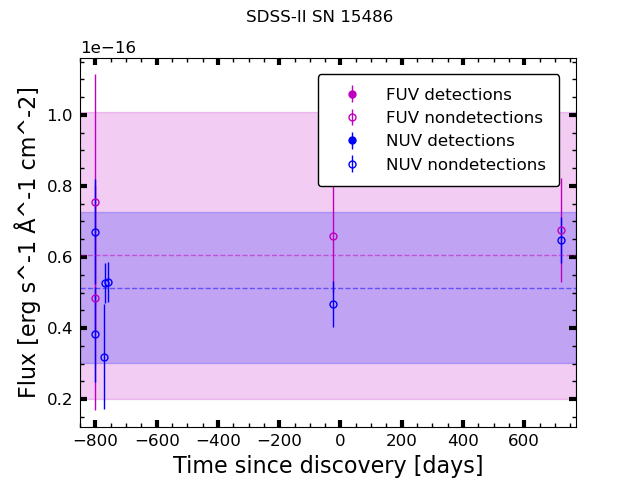 SDSS-II SN 15486
1e−16
Flux [erg s^-1 Å^-1 cm^-2]
1.0
0.8
0.6
0.4
0.2
FUV detections
FUV nondetections
NUV detections
NUV nondetections
−800 −600 −400 −200 0 200 400 600
Time since discovery [days]